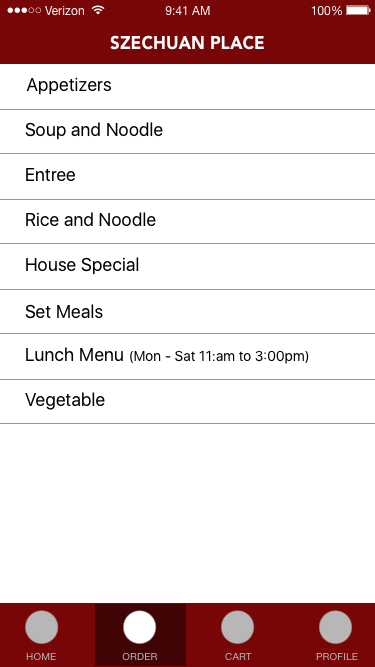 Verizon 9:41 AM 100%
SZECHUAN PLACE
Appetizers
Soup and Noodle
Entree
Rice and Noodle
House Special
Set Meals
Lunch Menu (Mon - Sat 11:am to 3:00pm)
Vegetable
HOME ORDER CART PROFILE